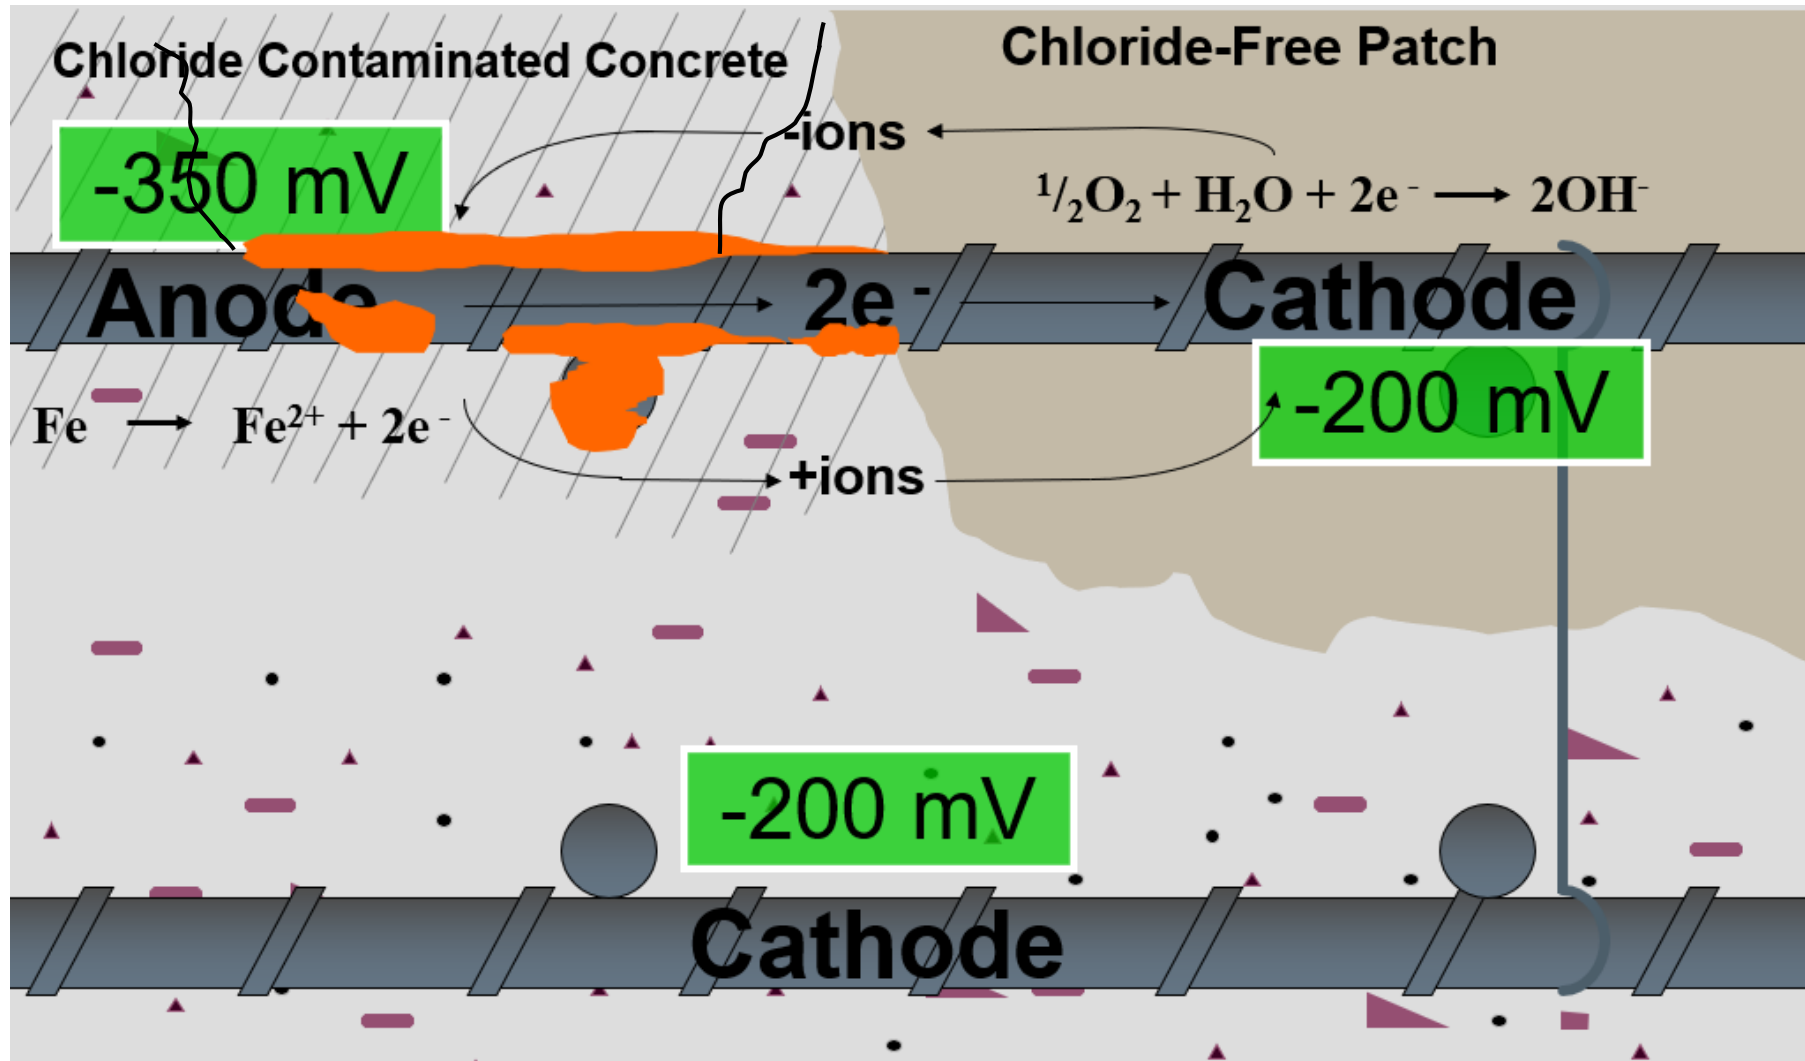 Chloride Contaminated Concrete
Chloride-Free Patch
-ions
-350 mV
½O₂ + H₂O + 2e⁻ → 2OH⁻
Anode
2e⁻
Cathode
-200 mV
Fe → Fe²⁺ + 2e⁻
+ions
-200 mV
Cathode